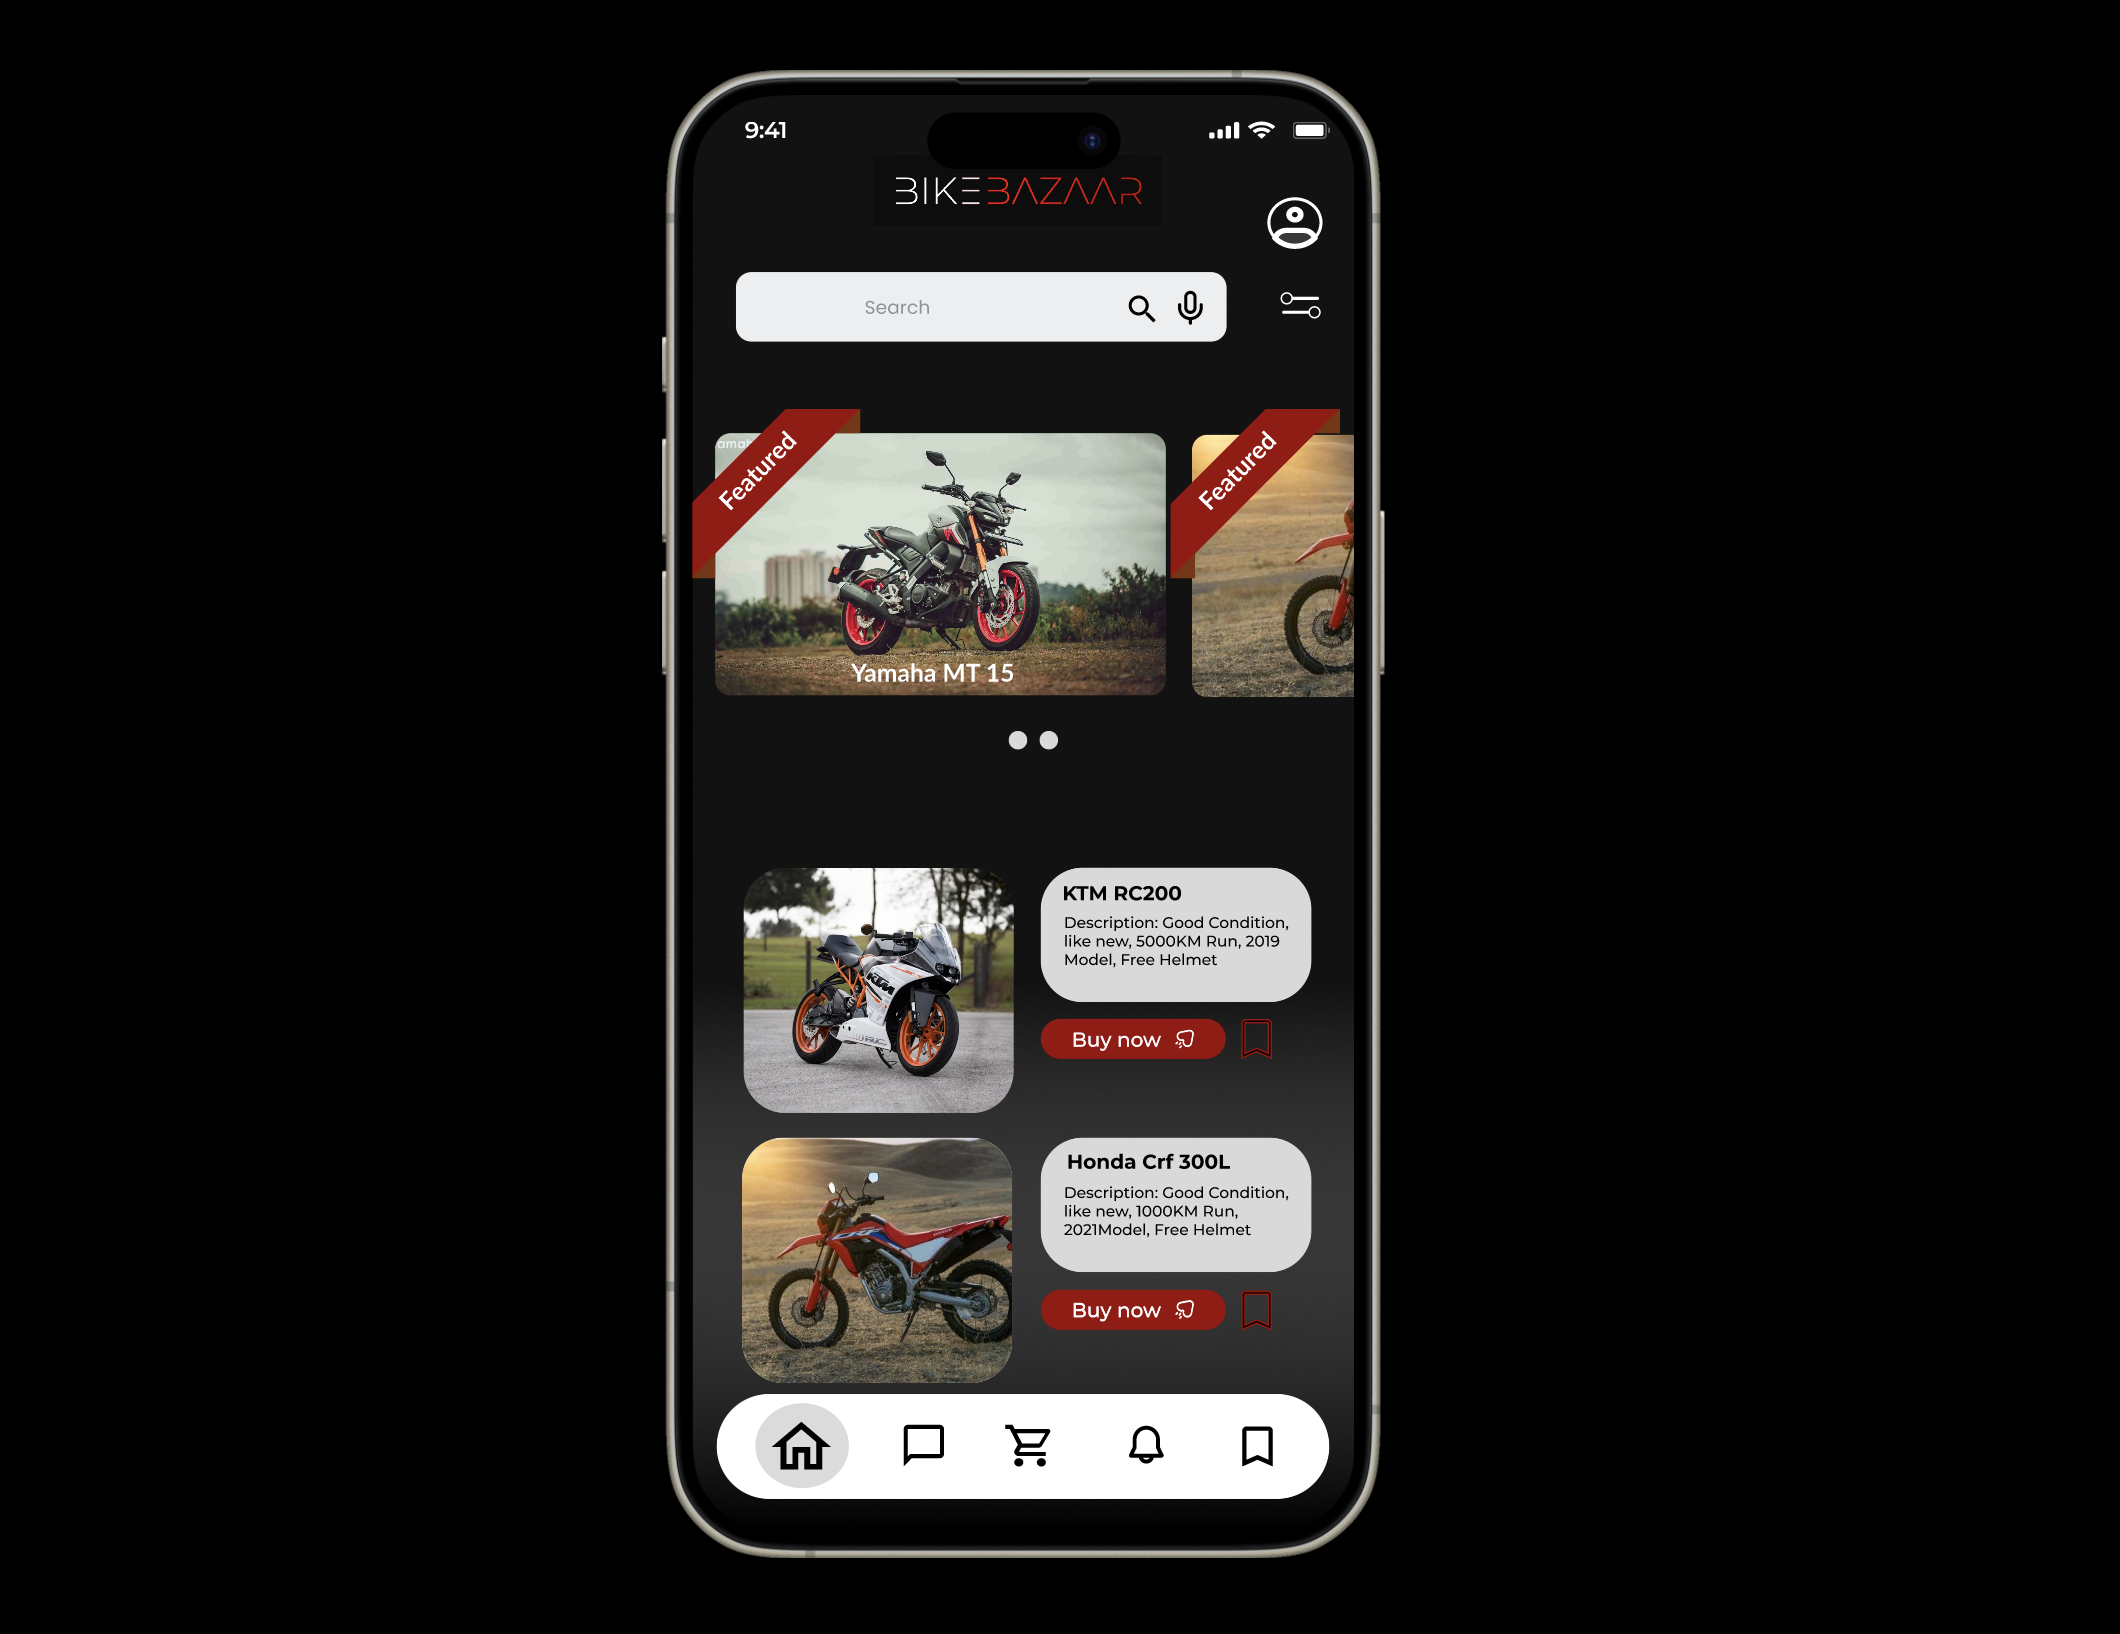 9:41
BIKEBAZAAR
Search
Featured
Featured
Yamaha MT 15
KTM RC200
Description: Good Condition,
like new, 5000KM Run, 2019
Model, Free Helmet
Buy now
KTM
Honda Crf 300L
Description: Good Condition,
like new, 1000KM Run,
2021Model, Free Helmet
Buy now
CRF